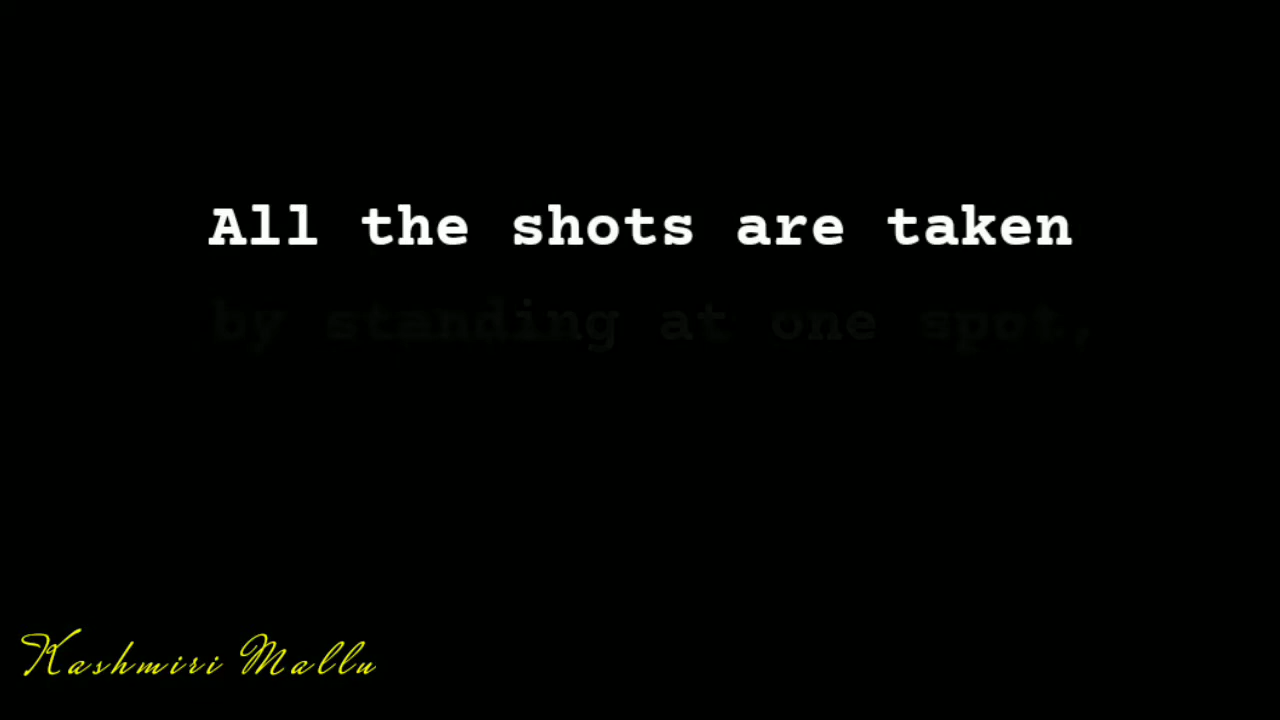 All the shots are taken
by standing at one spot,
Kashmiri Mallu